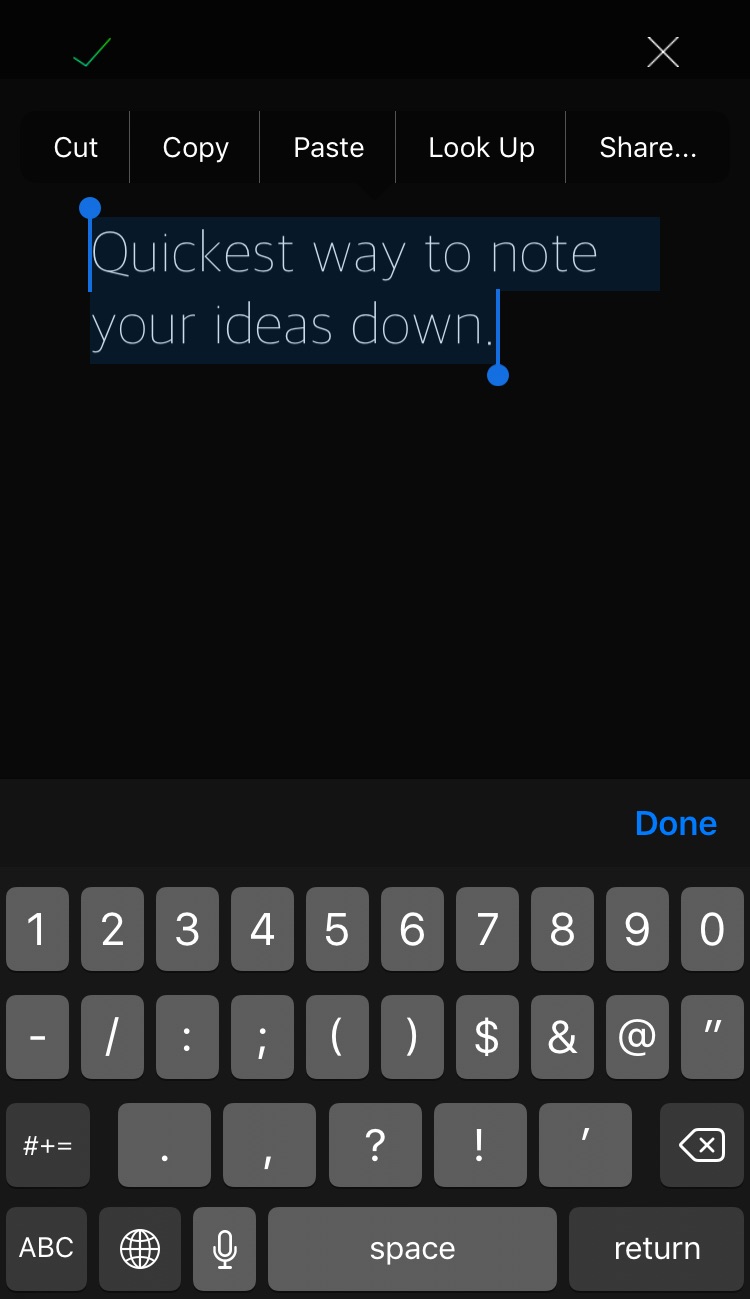 Cut Copy Paste Look Up Share...
Quickest way to note
your ideas down.
Done
1 2 3 4 5 6 7 8 9 0
- / : ; ( ) $ & @ "
#+= . , ? ! '
ABC space return